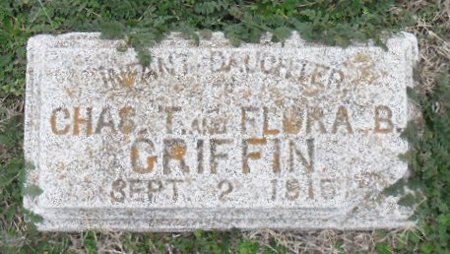 INFANT DAUGHTER
OF
CHAS. T. AND FLORA B.
GRIFFIN
SEPT. 2, 1915